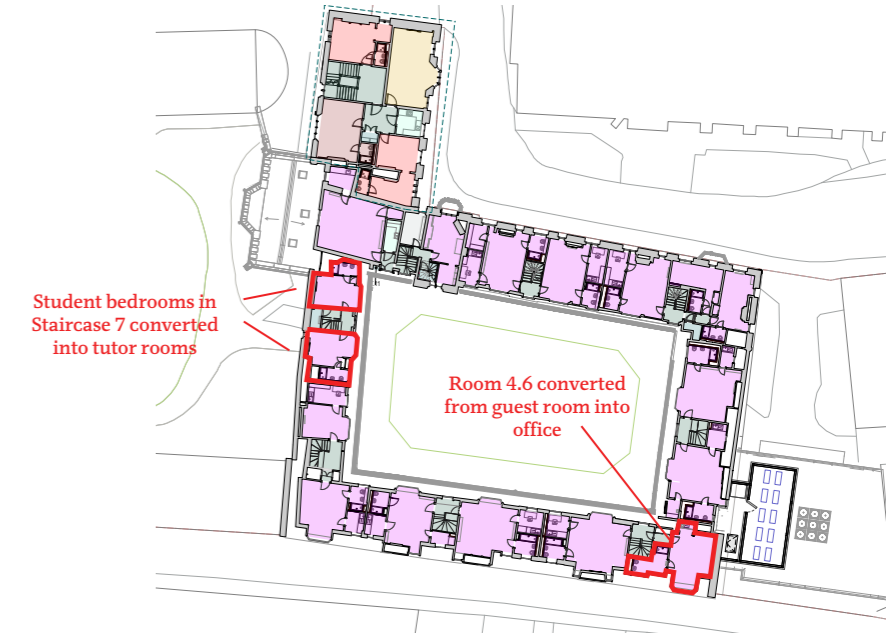 Student bedrooms in
Staircase 7 converted
into tutor rooms
Room 4.6 converted
from guest room into
office